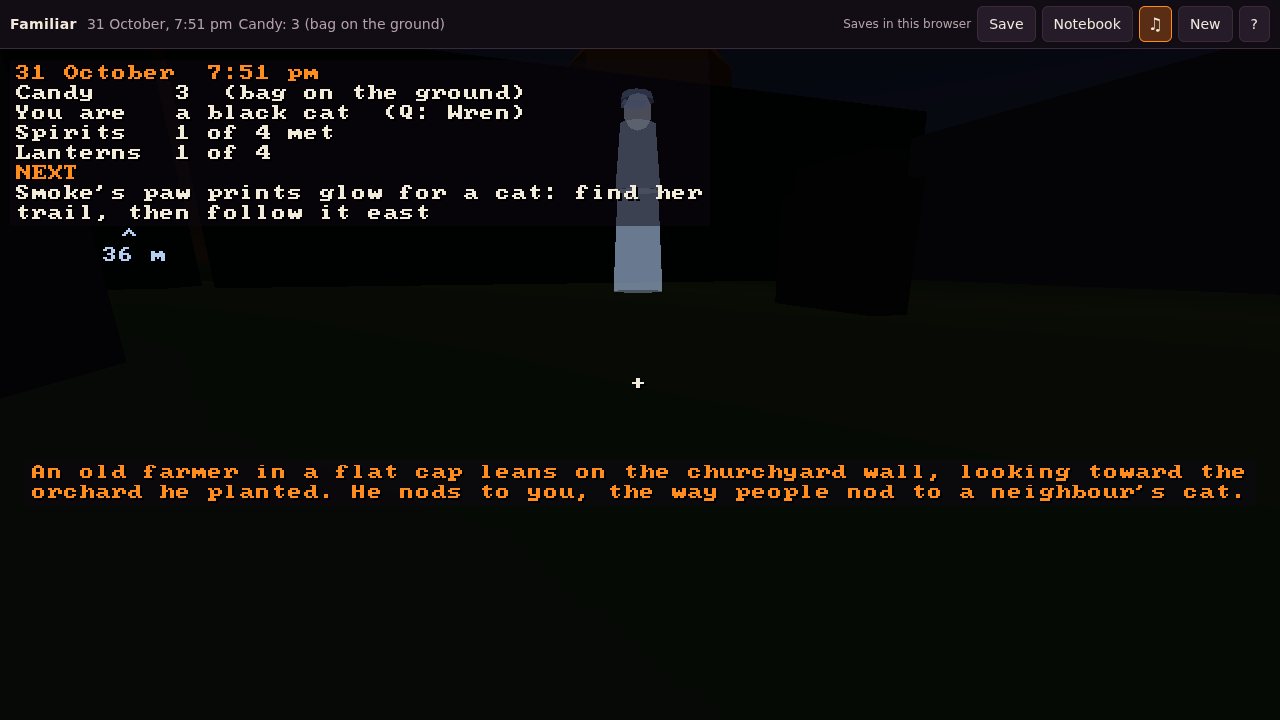 Familiar 31 October, 7:51 pm Candy: 3 (bag on the ground) Saves in this browser Save Notebook ♫ New ?
31 October 7:51 pm
Candy 3 (bag on the ground)
You are a black cat (Q: Wren)
Spirits 1 of 4 met
Lanterns 1 of 4
NEXT
Smoke's paw prints glow for a cat: find her
trail, then follow it east
^
36 m
+
An old farmer in a flat cap leans on the churchyard wall, looking toward the
orchard he planted. He nods to you, the way people nod to a neighbour's cat.